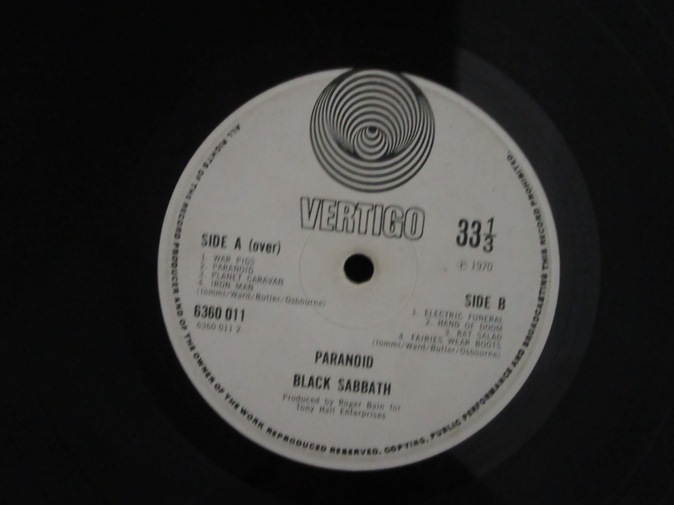 ALL RIGHTS OF THE RECORD PRODUCER AND OF THE OWNER OF THE WORK REPRODUCED RESERVED. COPYING, PUBLIC PERFORMANCE AND BROADCASTING THIS RECORD PROHIBITED.
VERTIGO
33 1/3
℗ 1970
SIDE A (over)
1. WAR PIGS
2. PARANOID
3. PLANET CARAVAN
4. IRON MAN
(Iommi/Ward/Butler/Osbourne)
6360 011
6360 011 2
SIDE B
1. ELECTRIC FUNERAL
2. HAND OF DOOM
3. RAT SALAD
4. FAIRIES WEAR BOOTS
(Iommi/Ward/Butler/Osbourne)
PARANOID
BLACK SABBATH
Produced by Roger Bain for
Tony Hall Enterprises